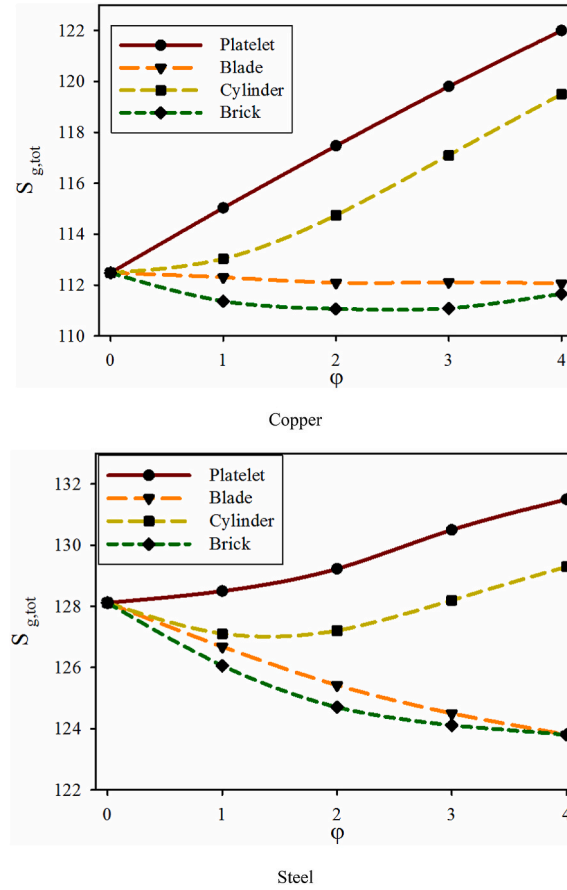 122
120
118
116
114
112
110
S g,tot
Platelet
Blade
Cylinder
Brick
0 1 2 3 4
φ
Copper
132
130
128
126
124
122
S g,tot
Platelet
Blade
Cylinder
Brick
0 1 2 3 4
φ
Steel